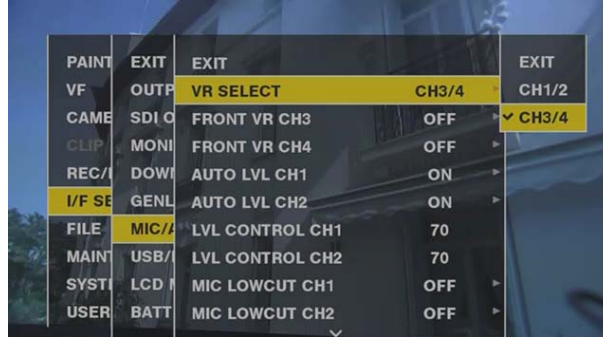 PAINT
VF
CAME
CLIP
REC/
I/F SE
FILE
MAINT
SYST
USER
EXIT
OUTP
SDI O
MONI
DOWN
GENL
MIC/A
USB/
LCD
BATT
EXIT
VR SELECT CH3/4
FRONT VR CH3 OFF
FRONT VR CH4 OFF
AUTO LVL CH1 ON
AUTO LVL CH2 ON
LVL CONTROL CH1 70
LVL CONTROL CH2 70
MIC LOWCUT CH1 OFF
MIC LOWCUT CH2 OFF
EXIT
CH1/2
CH3/4